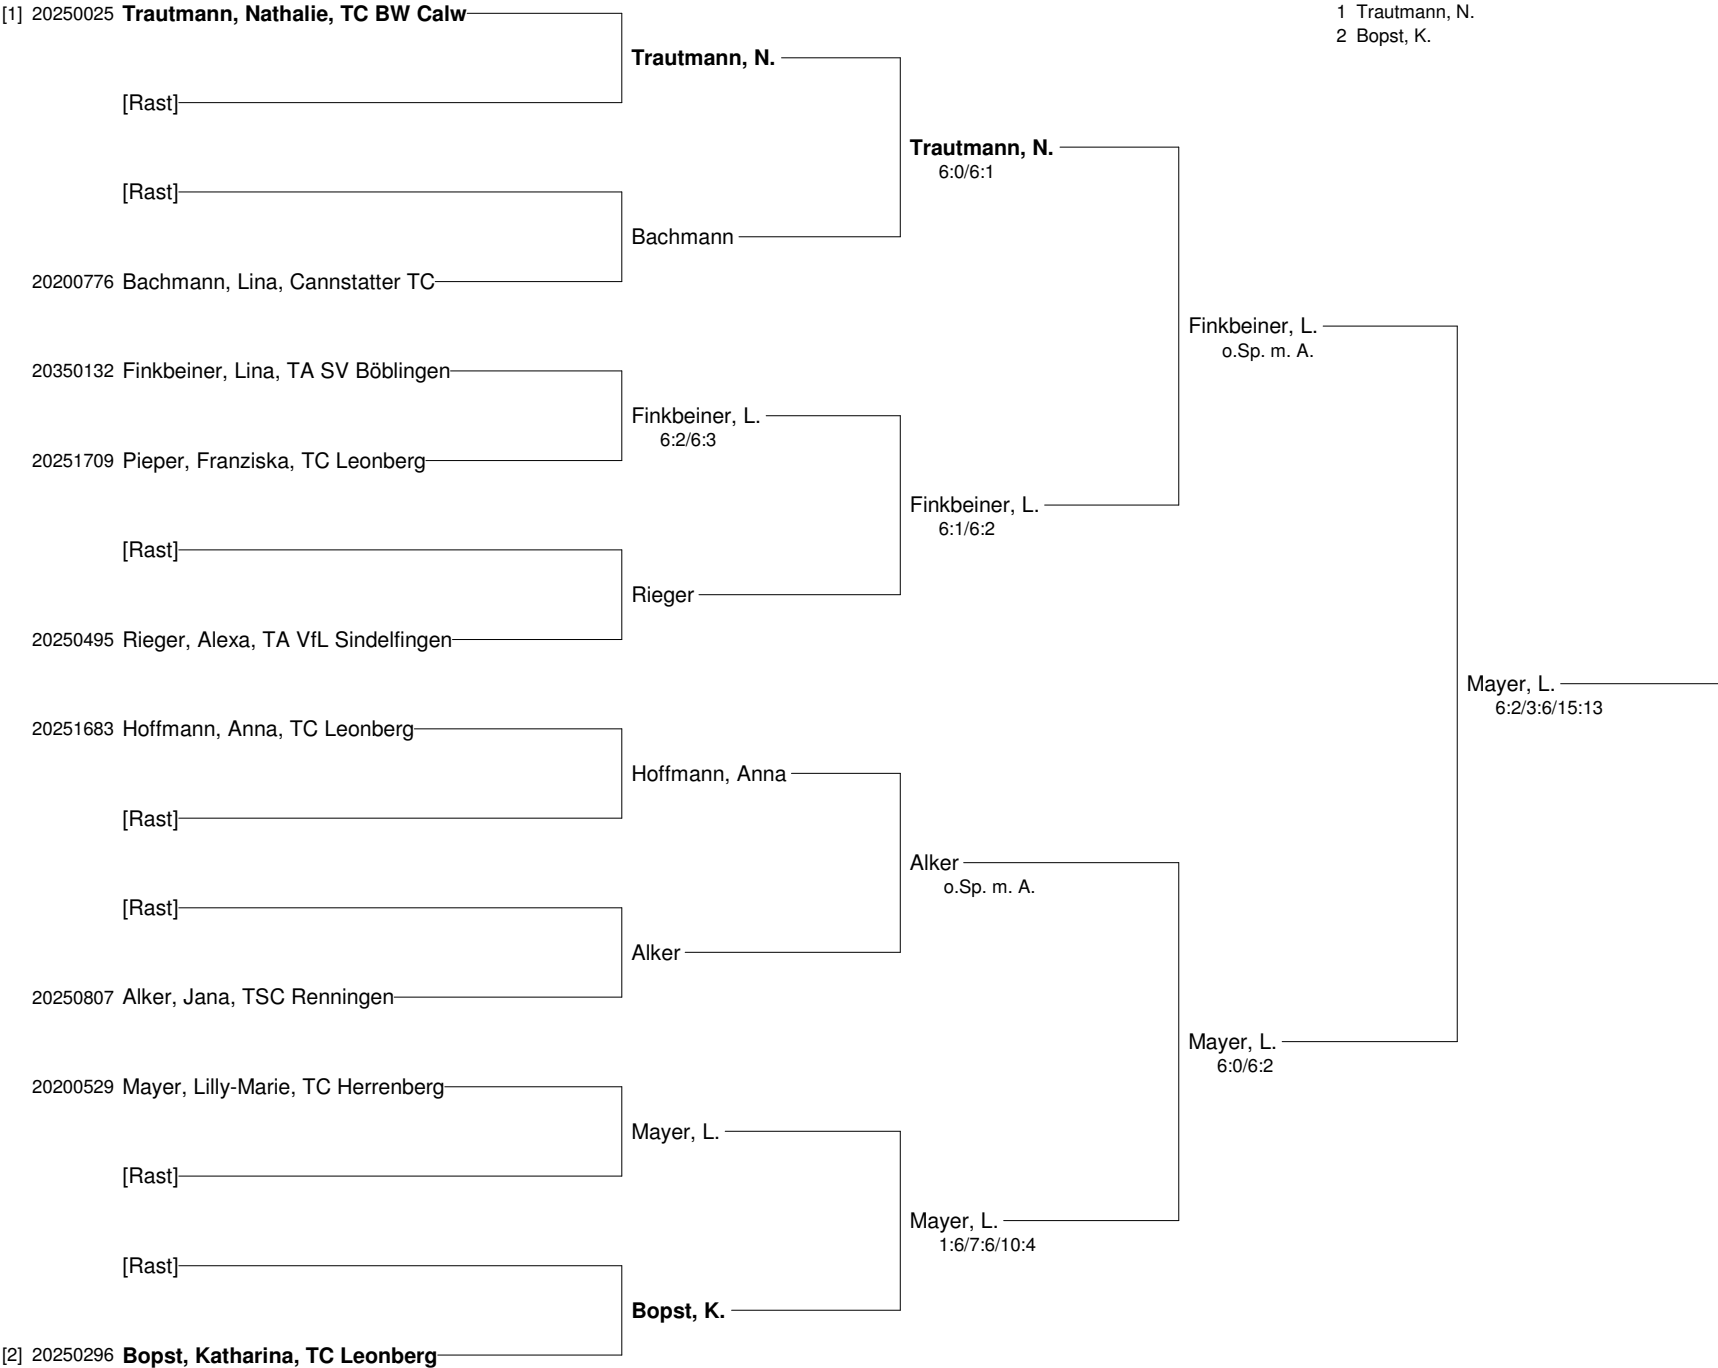 [1] 20250025 Trautmann, Nathalie, TC BW Calw
1 Trautmann, N.
2 Bopst, K.
Trautmann, N.
[Rast]
Trautmann, N.
6:0/6:1
[Rast]
Bachmann
20200776 Bachmann, Lina, Cannstatter TC
Finkbeiner, L.
o.Sp. m. A.
20350132 Finkbeiner, Lina, TA SV Böblingen
Finkbeiner, L.
6:2/6:3
20251709 Pieper, Franziska, TC Leonberg
Finkbeiner, L.
6:1/6:2
[Rast]
Rieger
20250495 Rieger, Alexa, TA VfL Sindelfingen
Mayer, L.
6:2/3:6/15:13
20251683 Hoffmann, Anna, TC Leonberg
Hoffmann, Anna
[Rast]
Alker
o.Sp. m. A.
[Rast]
Alker
20250807 Alker, Jana, TSC Renningen
Mayer, L.
6:0/6:2
20200529 Mayer, Lilly-Marie, TC Herrenberg
Mayer, L.
[Rast]
Mayer, L.
1:6/7:6/10:4
[Rast]
Bopst, K.
[2] 20250296 Bopst, Katharina, TC Leonberg